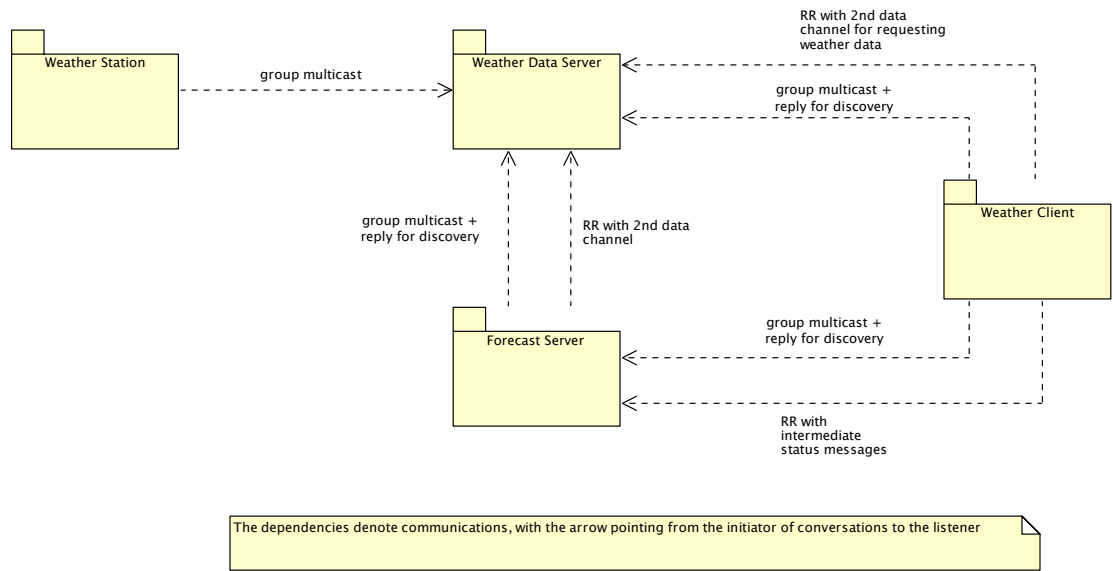 RR with 2nd data
channel for requesting
weather data
Weather Station
Weather Data Server
group multicast
group multicast +
reply for discovery
Weather Client
group multicast +
reply for discovery
RR with 2nd data
channel
group multicast +
reply for discovery
Forecast Server
RR with
intermediate
status messages
The dependencies denote communications, with the arrow pointing from the initiator of conversations to the listener